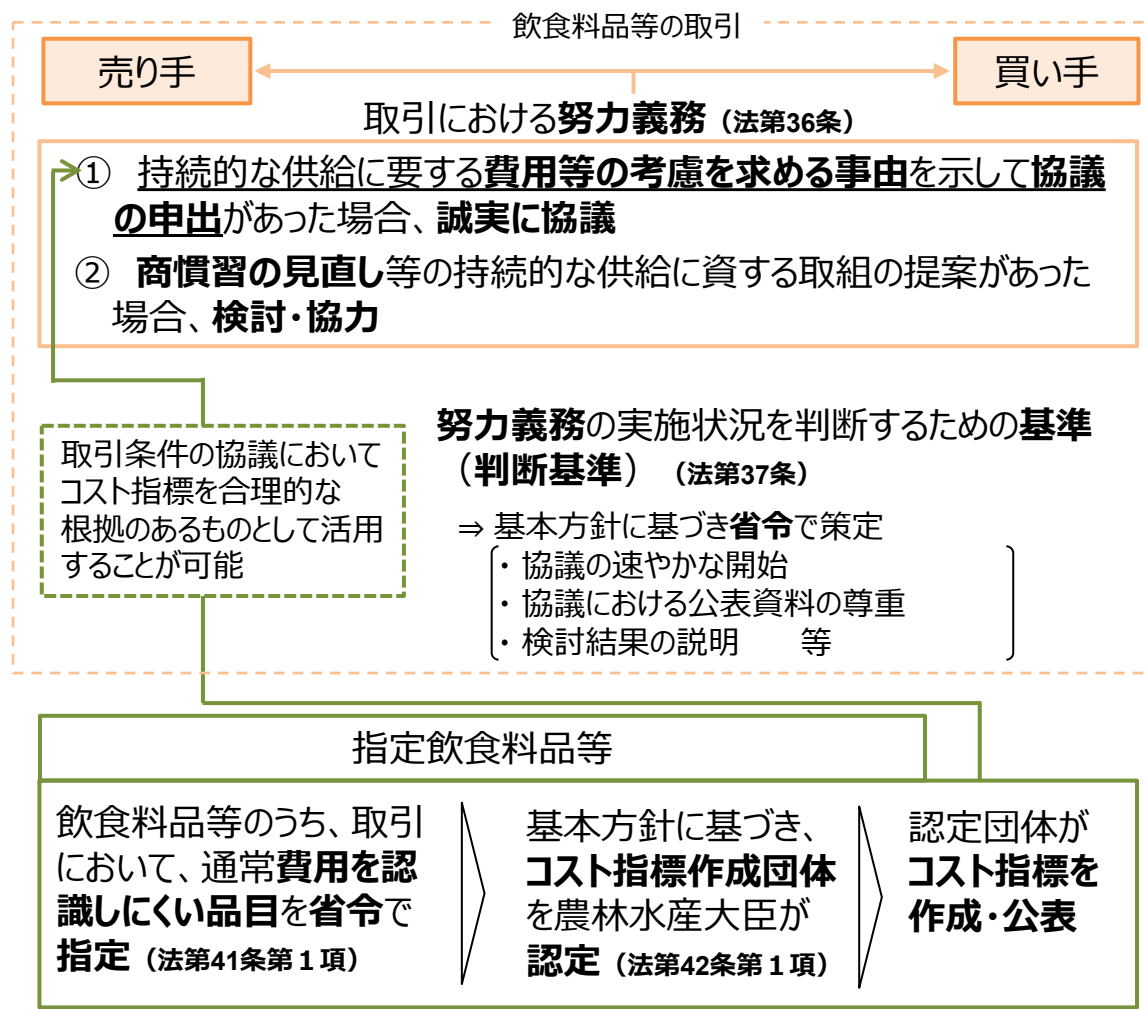 飲食料品等の取引
売り手
買い手
取引における努力義務（法第36条）
① 持続的な供給に要する費用等の考慮を求める事由を示して協議
の申出があった場合、誠実に協議
② 商慣習の見直し等の持続的な供給に資する取組の提案があった
場合、検討・協力
取引条件の協議において
コスト指標を合理的な
根拠のあるものとして活用
することが可能
努力義務の実施状況を判断するための基準
（判断基準）（法第37条）
⇒ 基本方針に基づき省令で策定
・ 協議の速やかな開始
・ 協議における公表資料の尊重
・ 検討結果の説明　　等
指定飲食料品等
飲食料品等のうち、取引
において、通常費用を認
識しにくい品目を省令で
指定（法第41条第１項）
基本方針に基づき、
コスト指標作成団体
を農林水産大臣が
認定（法第42条第１項）
認定団体が
コスト指標を
作成・公表